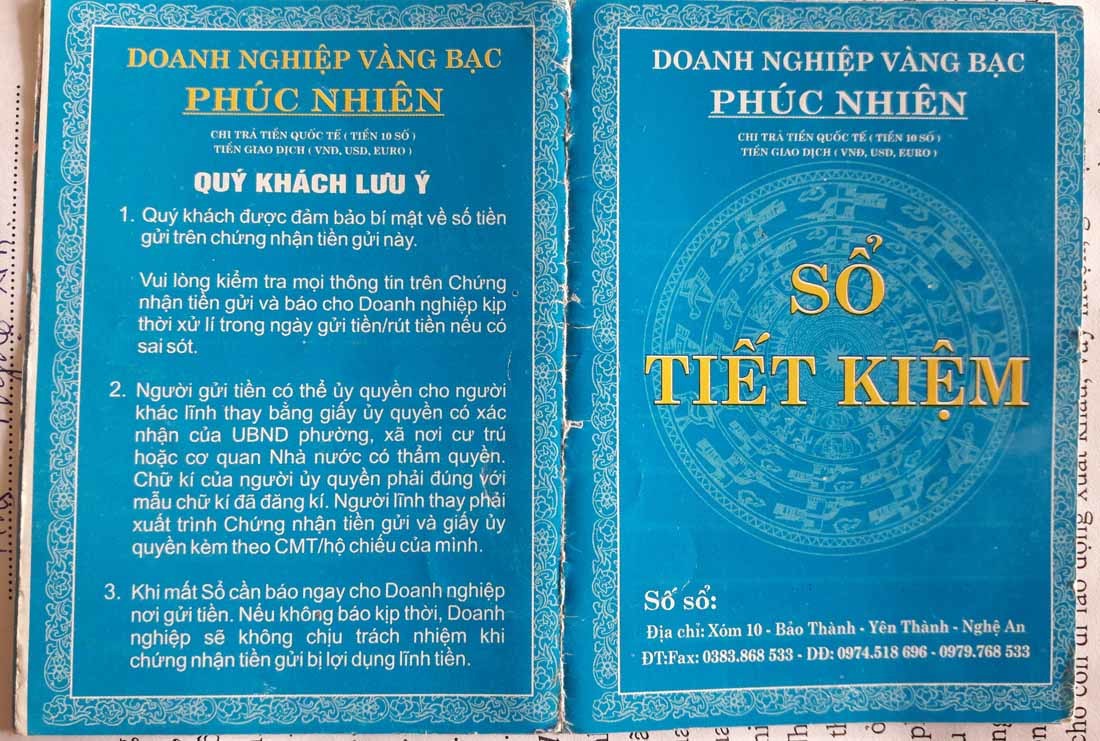 DOANH NGHIỆP VÀNG BẠC
PHÚC NHIÊN
CHI TRẢ TIỀN QUỐC TẾ ( TIỀN 10 SỐ )
TIỀN GIAO DỊCH ( VNĐ, USD, EURO )
QUÝ KHÁCH LƯU Ý
1. Quý khách được đảm bảo bí mật về số tiền
gửi trên chứng nhận tiền gửi này.
Vui lòng kiểm tra mọi thông tin trên Chứng
nhận tiền gửi và báo cho Doanh nghiệp kịp
thời xử lí trong ngày gửi tiền/rút tiền nếu có
sai sót.
2. Người gửi tiền có thể ủy quyền cho người
khác lĩnh thay bằng giấy ủy quyền có xác
nhận của UBND phường, xã nơi cư trú
hoặc cơ quan Nhà nước có thẩm quyền.
Chữ kí của người ủy quyền phải đúng với
mẫu chữ kí đã đăng kí. Người lĩnh thay phải
xuất trình Chứng nhận tiền gửi và giấy ủy
quyền kèm theo CMT/hộ chiếu của mình.
3. Khi mất Sổ cần báo ngay cho Doanh nghiệp
nơi gửi tiền. Nếu không báo kịp thời, Doanh
nghiệp sẽ không chịu trách nhiệm khi
chứng nhận tiền gửi bị lợi dụng lĩnh tiền.
DOANH NGHIỆP VÀNG BẠC
PHÚC NHIÊN
CHI TRẢ TIỀN QUỐC TẾ ( TIỀN 10 SỐ )
TIỀN GIAO DỊCH ( VNĐ, USD, EURO )
SỔ
TIẾT KIỆM
Số sổ:
Địa chỉ: Xóm 10 - Bảo Thành - Yên Thành - Nghệ An
ĐT:Fax: 0383.868 533 - DĐ: 0974.518 696 - 0979.768 533
cho con đi lao động xuất khẩu, vay